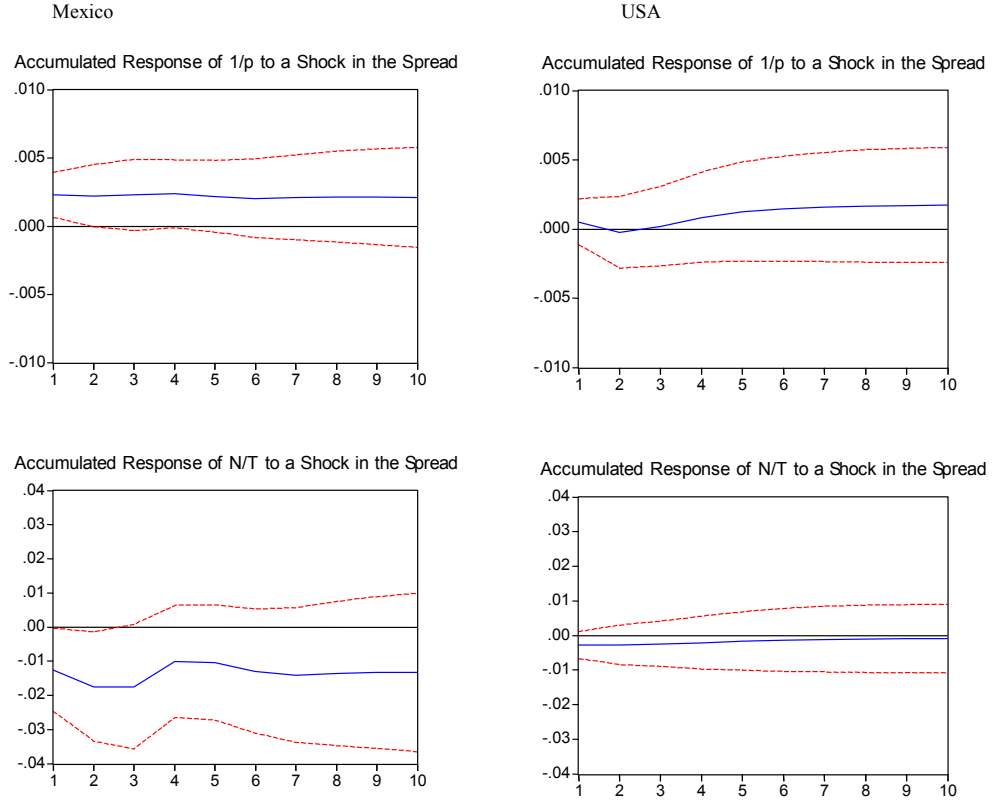 Mexico
USA
Accumulated Response of 1/p to a Shock in the Spread
.010
.005
.000
-.005
-.010
1 2 3 4 5 6 7 8 9 10
Accumulated Response of 1/p to a Shock in the Spread
.010
.005
.000
-.005
-.010
1 2 3 4 5 6 7 8 9 10
Accumulated Response of N/T to a Shock in the Spread
.04
.03
.02
.01
.00
-.01
-.02
-.03
-.04
1 2 3 4 5 6 7 8 9 10
Accumulated Response of N/T to a Shock in the Spread
.04
.03
.02
.01
.00
-.01
-.02
-.03
-.04
1 2 3 4 5 6 7 8 9 10